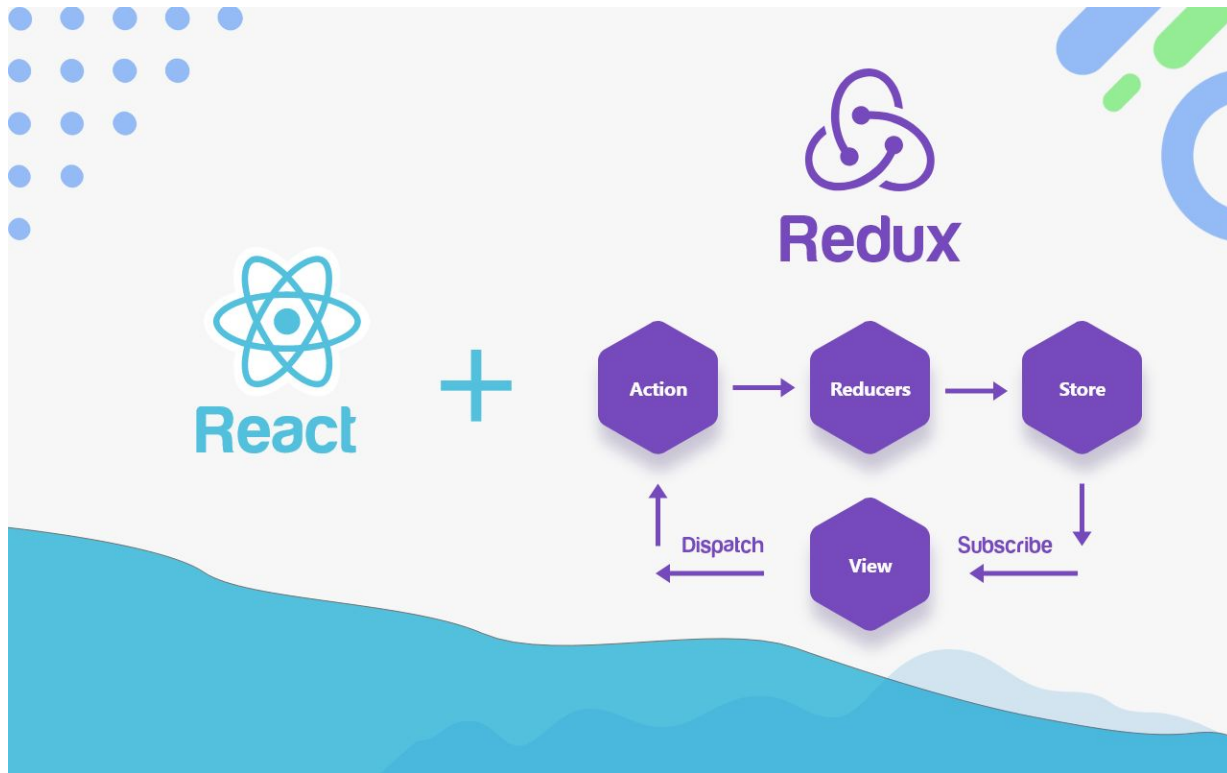 Redux
React
Action
Reducers
Store
Dispatch
View
Subscribe